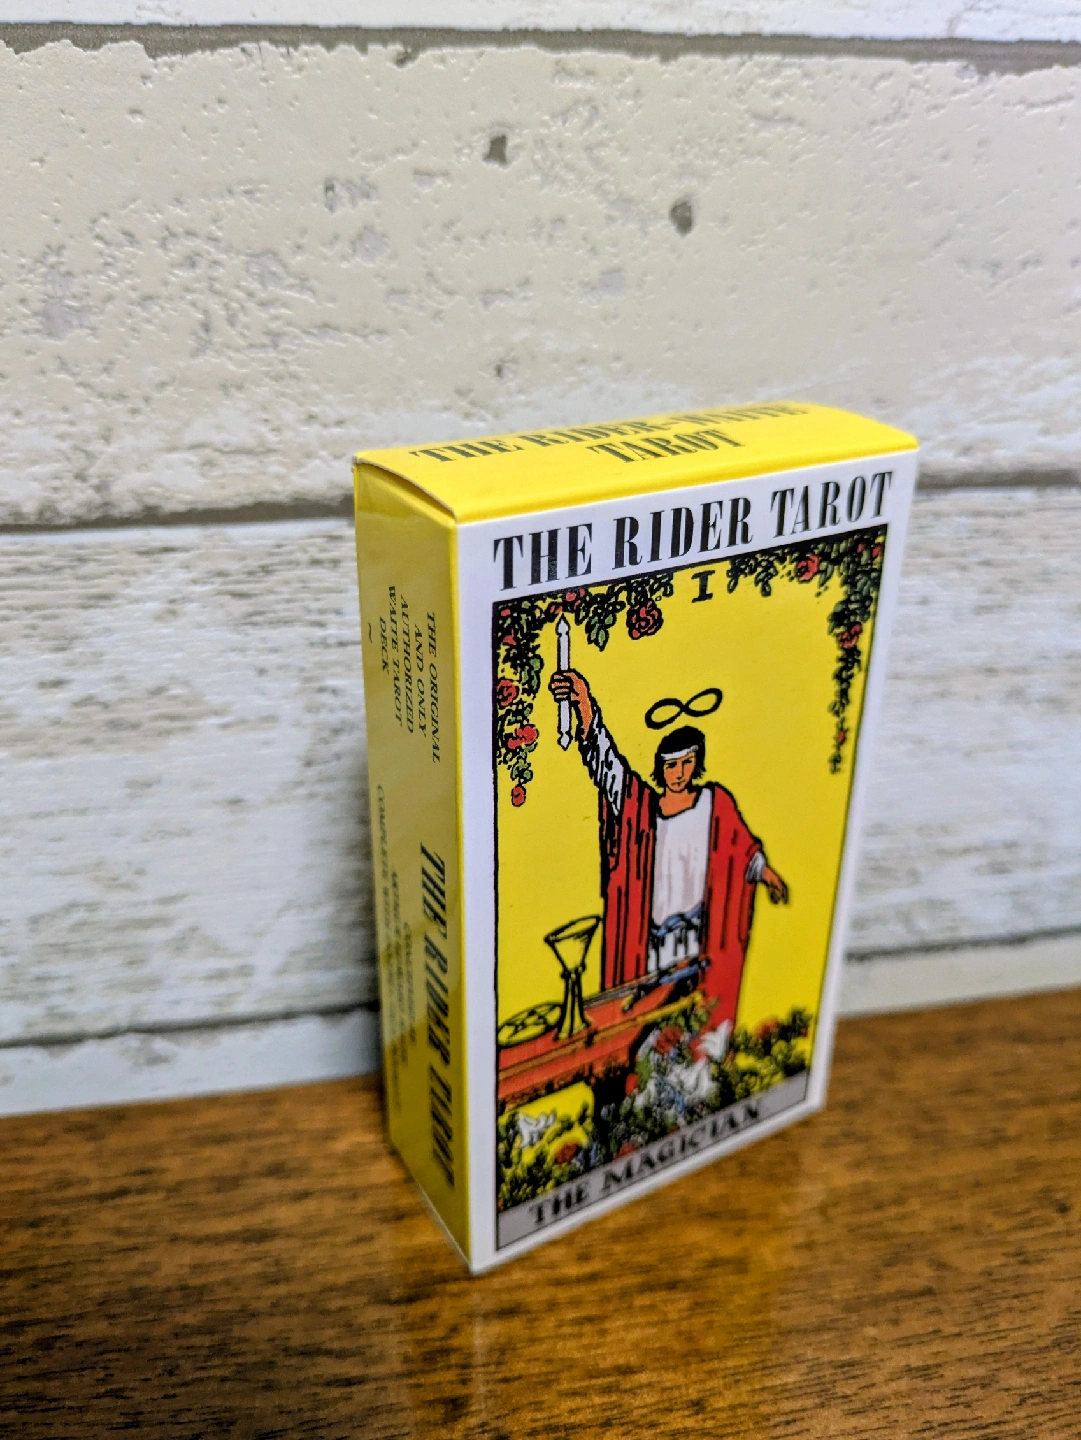 THE RIDER-WAITE
TAROT
THE RIDER TAROT
I
THE MAGICIAN
THE ORIGINAL
AND ONLY
AUTHORIZED
WAITE TAROT
DECK
~
THE RIDER TAROT